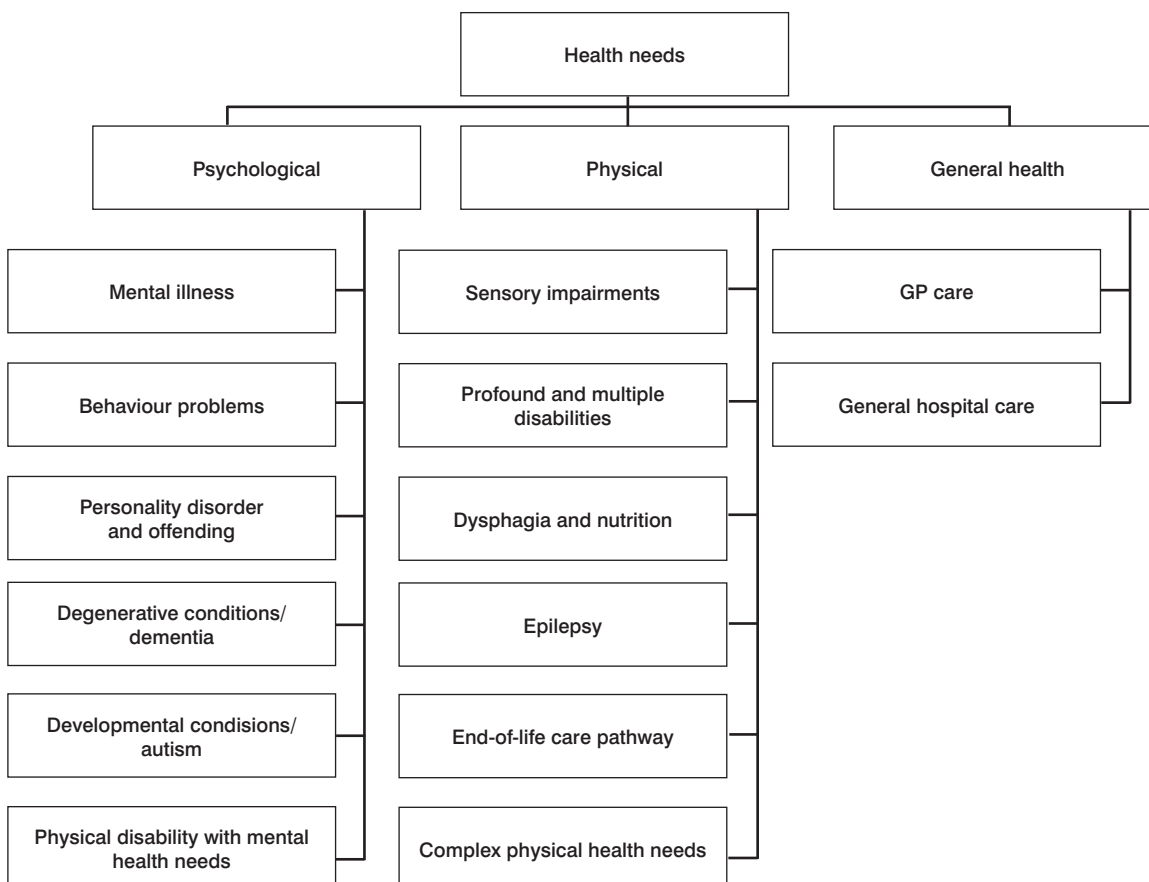 Health needs
Psychological
Physical
General health
Mental illness
Sensory impairments
GP care
Behaviour problems
Profound and multiple
disabilities
General hospital care
Personality disorder
and offending
Dysphagia and nutrition
Degenerative conditions/
dementia
Epilepsy
Developmental condisions/
autism
End-of-life care pathway
Physical disability with mental
health needs
Complex physical health needs